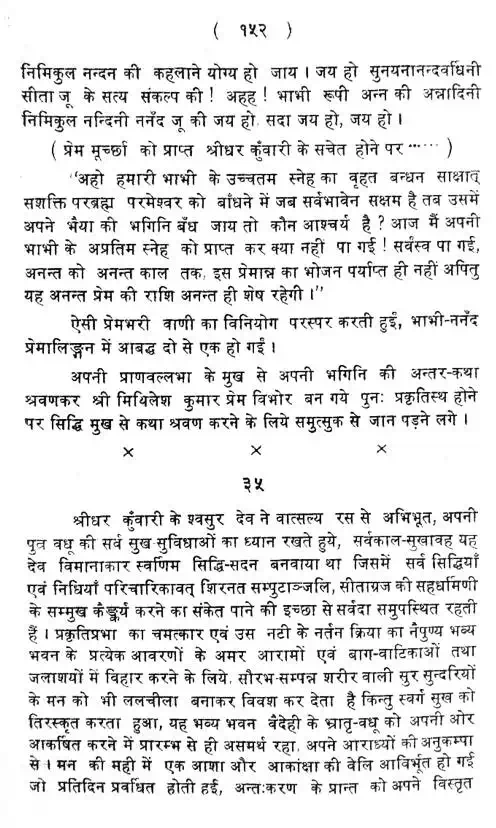 ( १५२ )
निमिकुल नन्दन की कहलाने योग्य हो जाय । जय हो सुनयनानन्दवर्धिनी
सीता जू के सत्य संकल्प की ! अहह ! भाभी रूपी अन्न की अन्नादिनी
निमिकुल नन्दिनी ननँद जू की जय हो, सदा जय हो, जय हो ।
( प्रेम मूर्च्छा को प्राप्त श्रीधर कुँवारी के सचेत होने पर ······ )
"अहो हमारी भाभी के उच्चतम स्नेह का वृहत बन्धन साक्षात्
सशक्ति परब्रह्म परमेश्वर को बाँधने में जब सर्वभावेन सक्षम है तब उसमें
अपने भैया की भगिनि बँध जाय तो कौन आश्चर्य है ? आज मैं अपनी
भाभी के अप्रतिम स्नेह को प्राप्त कर क्या नहीं पा गई ! सर्वस्व पा गई,
अनन्त को अनन्त काल तक, इस प्रेमान्न का भोजन पर्याप्त ही नहीं अपितु
यह अनन्त प्रेम की राशि अनन्त ही शेष रहेगी ।"
ऐसी प्रेमभरी वाणी का विनियोग परस्पर करती हुईं, भाभी-ननँद
प्रेमालिङ्गन में आबद्ध दो से एक हो गईं ।
अपनी प्राणवल्लभा के मुख से अपनी भगिनि की अन्तर-कथा
श्रवणकर श्री मिथिलेश कुमार प्रेम विभोर बन गये पुनः प्रकृतिस्थ होने
पर सिद्धि मुख से कथा श्रवण करने के लिये समुत्सुक से जान पड़ने लगे ।
× × ×
३५
श्रीधर कुँवारी के श्वसुर देव ने वात्सल्य रस से अभिभूत, अपनी
पुत्र वधू की सर्व सुख सुविधाओं का ध्यान रखते हुये, सर्वकाल-सुखावह यह
देव विमानाकार स्वर्णिम सिद्धि-सदन बनवाया था जिसमें सर्व सिद्धियाँ
एवं निधियाँ परिचारिकावत् शिरनत सम्पुटाञ्जलि, सीताग्रज की सहधर्मिणी
के सम्मुख कैङ्कर्य करने का संकेत पाने की इच्छा से सर्वदा समुपस्थित रहती
हैं । प्रकृतिप्रभा का चमत्कार एवं उस नटी के नर्तन क्रिया का नैपुण्य भव्य
भवन के प्रत्येक आवरणों के अमर आरामों एवं बाग-वाटिकाओं तथा
जलाशयों में विहार करने के लिये, सौरभ-सम्पन्न शरीर वाली सुर सुन्दरियों
के मन को भी ललचीला बनाकर विवश कर देता है किन्तु स्वर्ग सुख को
तिरस्कृत करता हुआ, यह भव्य भवन बैदेही के भ्रातृ-वधू को अपनी ओर
आकर्षित करने में प्रारम्भ से ही असमर्थ रहा, अपने आराध्यों की अनुकम्पा
से । मन की मही में एक आशा और आकांक्षा की वेलि आविर्भूत हो गई
जो प्रतिदिन प्रवर्धित होती हुई, अन्तःकरण के प्रान्त को अपने विस्तृत